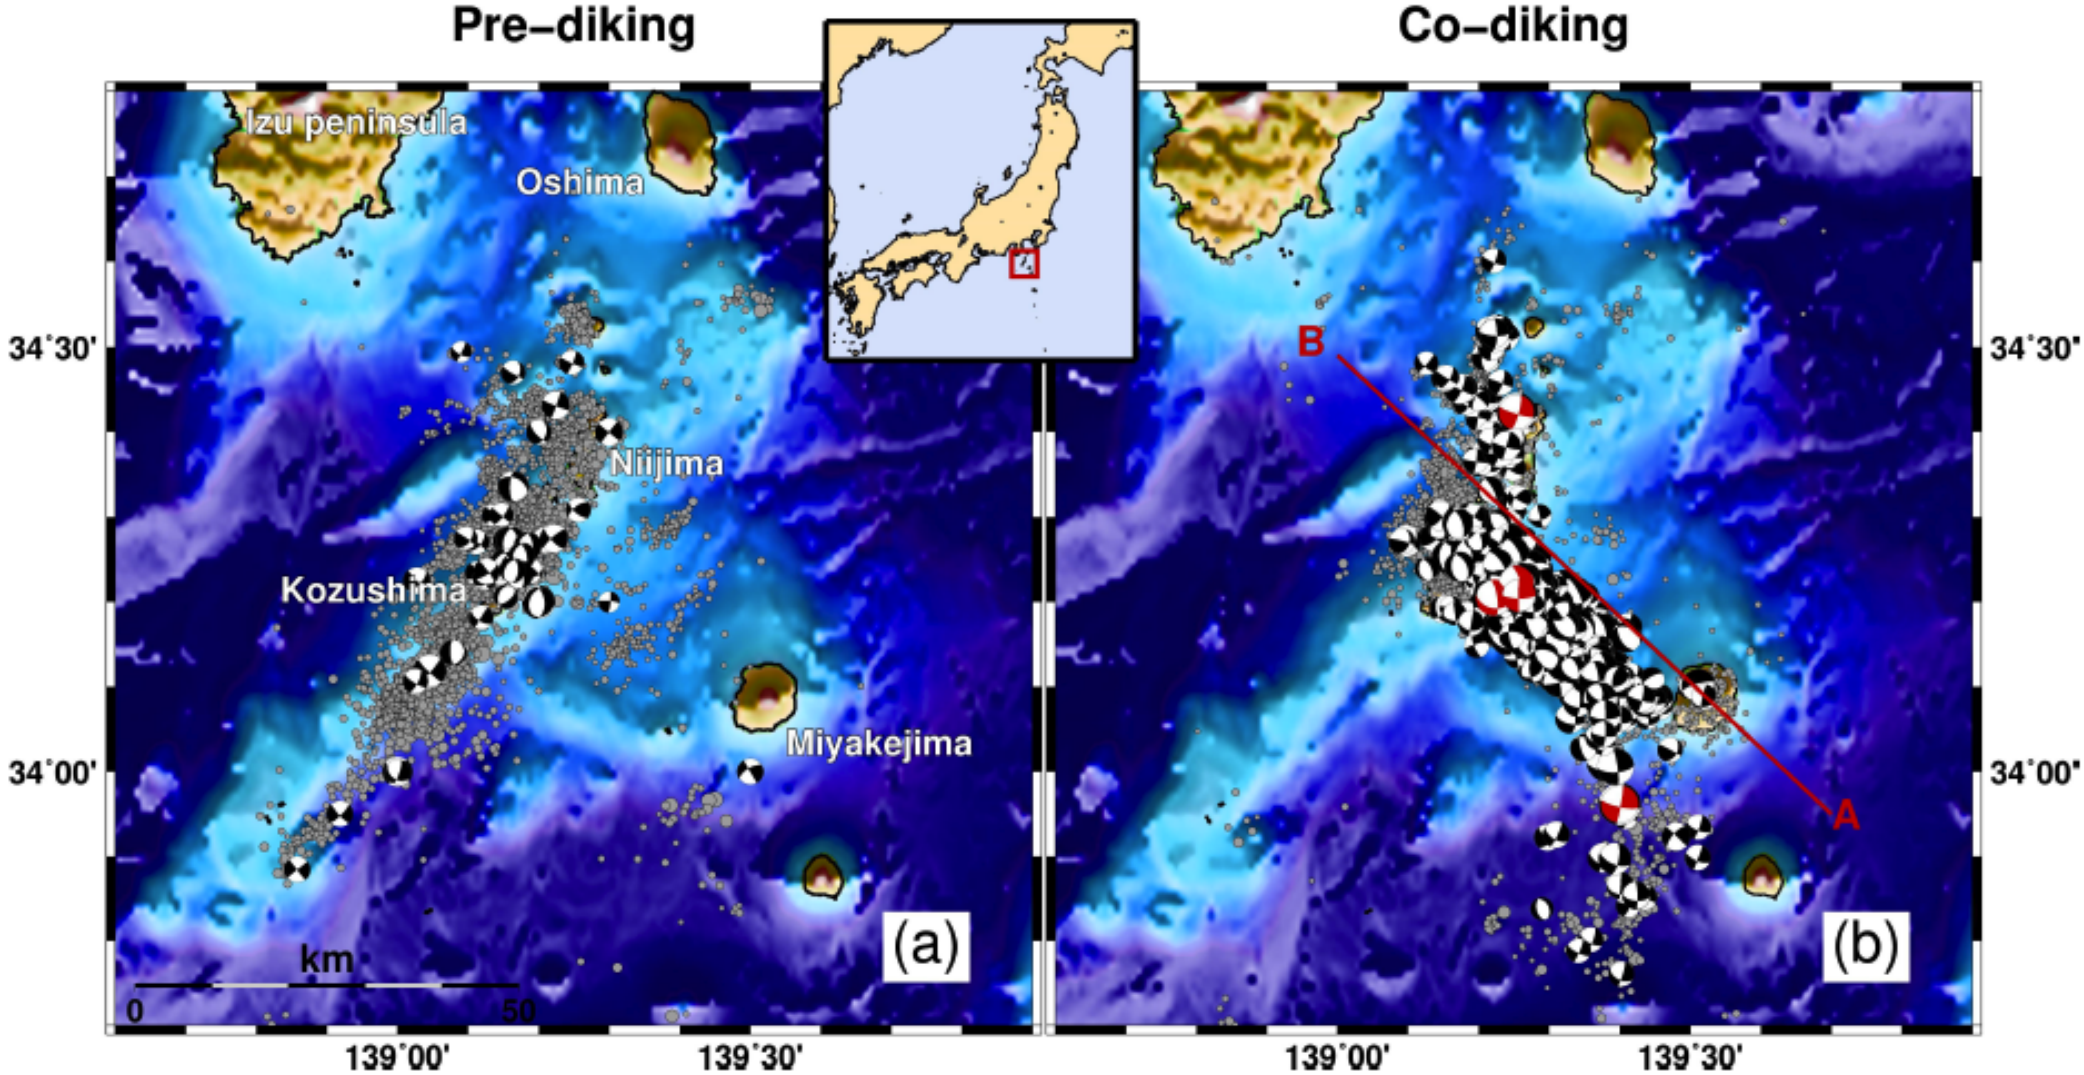 Pre–diking
Co–diking
Izu peninsula
Oshima
34˚30'
34˚30'
B
Niijima
Kozushima
Miyakejima
34˚00'
34˚00'
A
(a)
(b)
km
0
50
139˚00'
139˚30'
139˚00'
139˚30'